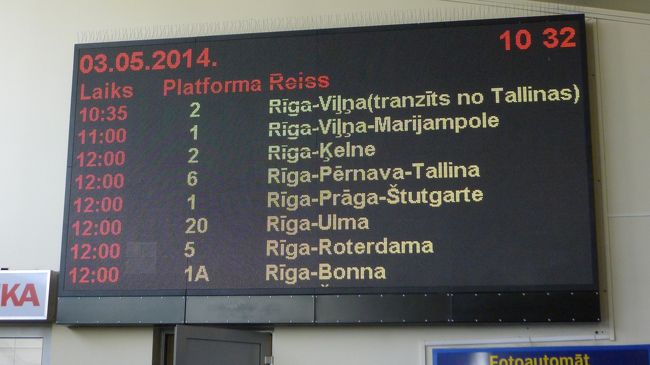 03.05.2014. 10 32
Laiks Platforma Reiss
10:35 2 Rīga-Viļņa(tranzīts no Tallinas)
11:00 1 Rīga-Viļņa-Marijampole
12:00 2 Rīga-Ķelne
12:00 6 Rīga-Pērnava-Tallina
12:00 1 Rīga-Prāga-Štutgarte
12:00 20 Rīga-Ulma
12:00 5 Rīga-Roterdama
12:00 1A Rīga-Bonna
KA
Fotoautomāt